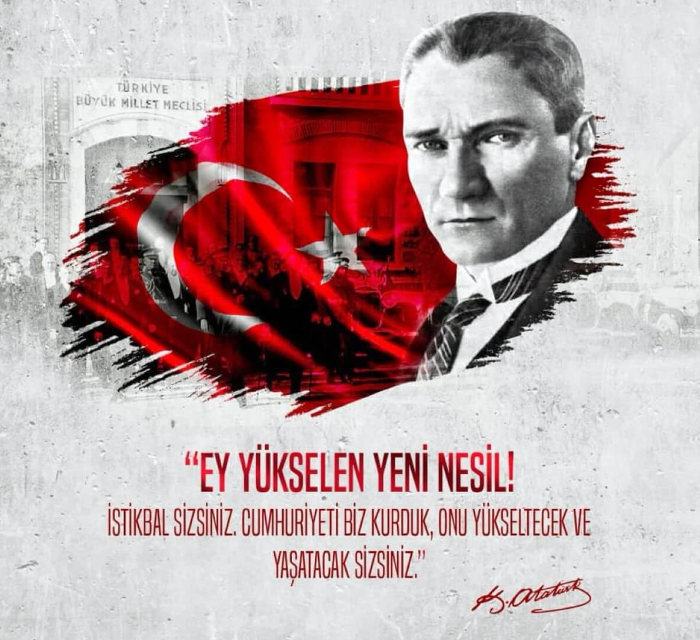 TÜRKİYE
BÜYÜK MİLLET MECLİSİ
“EY YÜKSELEN YENİ NESİL!
İSTİKBAL SİZSİNİZ. CUMHURİYETİ BİZ KURDUK, ONU YÜKSELTECEK VE
YAŞATACAK SİZSİNİZ.”
K. Atatürk